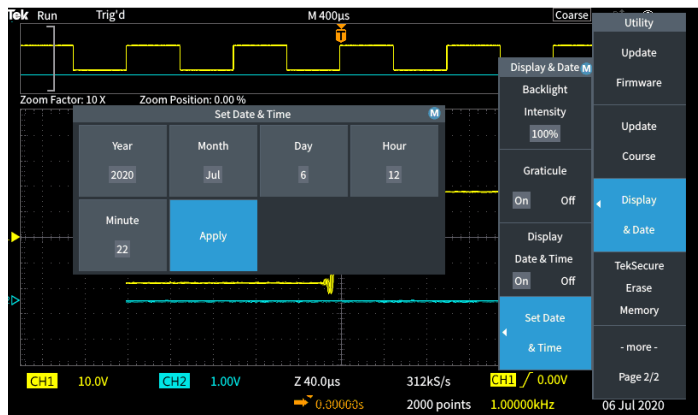 Tek Run Trig'd M 400µs Coarse
T
Utility
Update
Firmware
Update
Course
Display
& Date
TekSecure
Erase
Memory
- more -
Page 2/2
Display & Date M
Backlight
Intensity
100%
Graticule
On Off
Display
Date & Time
On Off
Set Date
& Time
Zoom Factor: 10 X Zoom Position: 0.00 %
Set Date & Time M
Year Month Day Hour
2020 Jul 6 12
Minute
22
Apply
CH1 10.0V CH2 1.00V Z 40.0µs 312kS/s CH1 0.00V
0.00000s 2000 points 1.00000kHz 06 Jul 2020